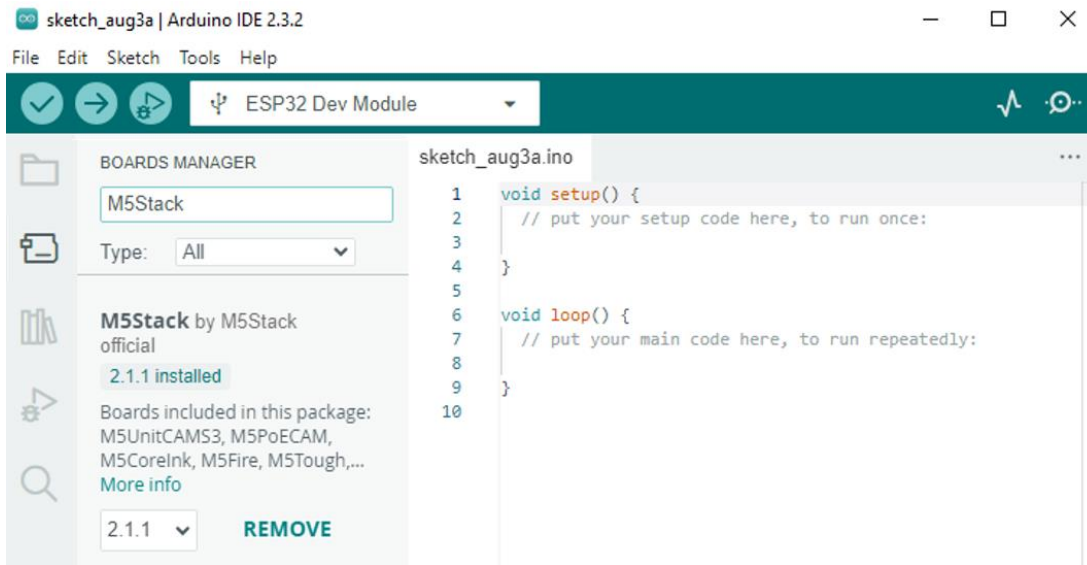 sketch_aug3a | Arduino IDE 2.3.2
File Edit Sketch Tools Help
ESP32 Dev Module
BOARDS MANAGER
M5Stack
Type: All
M5Stack by M5Stack
official
2.1.1 installed
Boards included in this package:
M5UnitCAMS3, M5PoECAM,
M5CoreInk, M5Fire, M5Tough,...
More info
2.1.1 REMOVE
sketch_aug3a.ino
1 void setup() {
2 // put your setup code here, to run once:
3
4 }
5
6 void loop() {
7 // put your main code here, to run repeatedly:
8
9 }
10